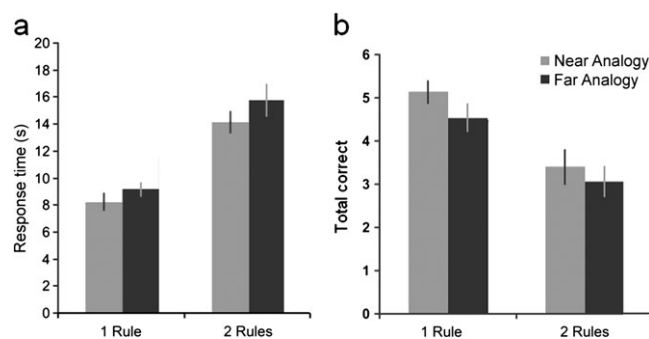 a
Response time (s)
20
18
16
14
12
10
8
6
4
2
0
1 Rule
2 Rules
b
Total correct
6
5
4
3
2
1
0
1 Rule
2 Rules
Near Analogy
Far Analogy